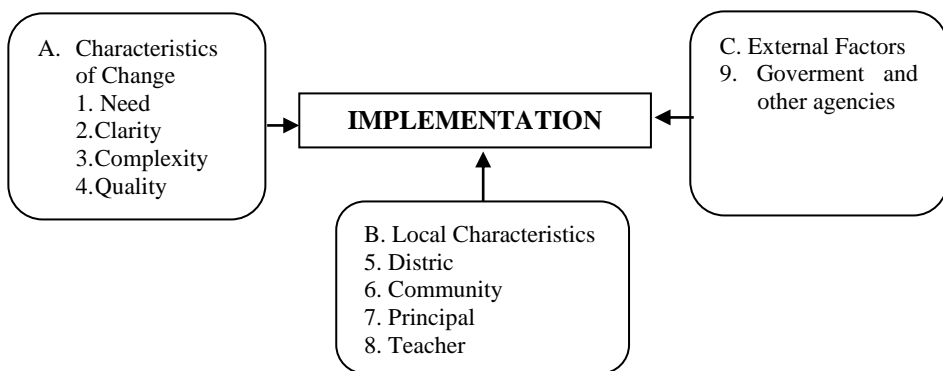 A. Characteristics
of Change
1. Need
2.Clarity
3.Complexity
4.Quality
IMPLEMENTATION
C. External Factors
9. Goverment and
other agencies
B. Local Characteristics
5. Distric
6. Community
7. Principal
8. Teacher